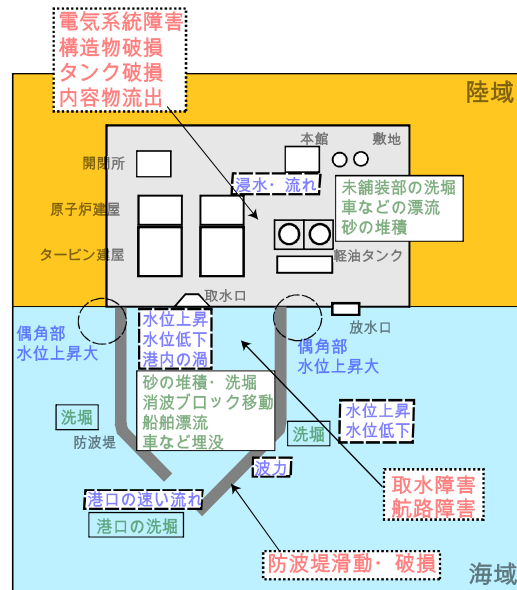 電気系統障害
構造物破損
タンク破損
内容物流出
陸域
本館
敷地
開閉所
浸水・流れ
未舗装部の洗堀
車などの漂流
砂の堆積
原子炉建屋
タービン建屋
軽油タンク
取水口
放水口
偶角部
水位上昇大
水位上昇
水位低下
港内の渦
偶角部
水位上昇大
砂の堆積・洗堀
消波ブロック移動
船舶漂流
車など埋没
洗堀
防波堤
洗堀
水位上昇
水位低下
波力
港口の速い流れ
港口の洗堀
取水障害
航路障害
防波堤滑動・破損
海域